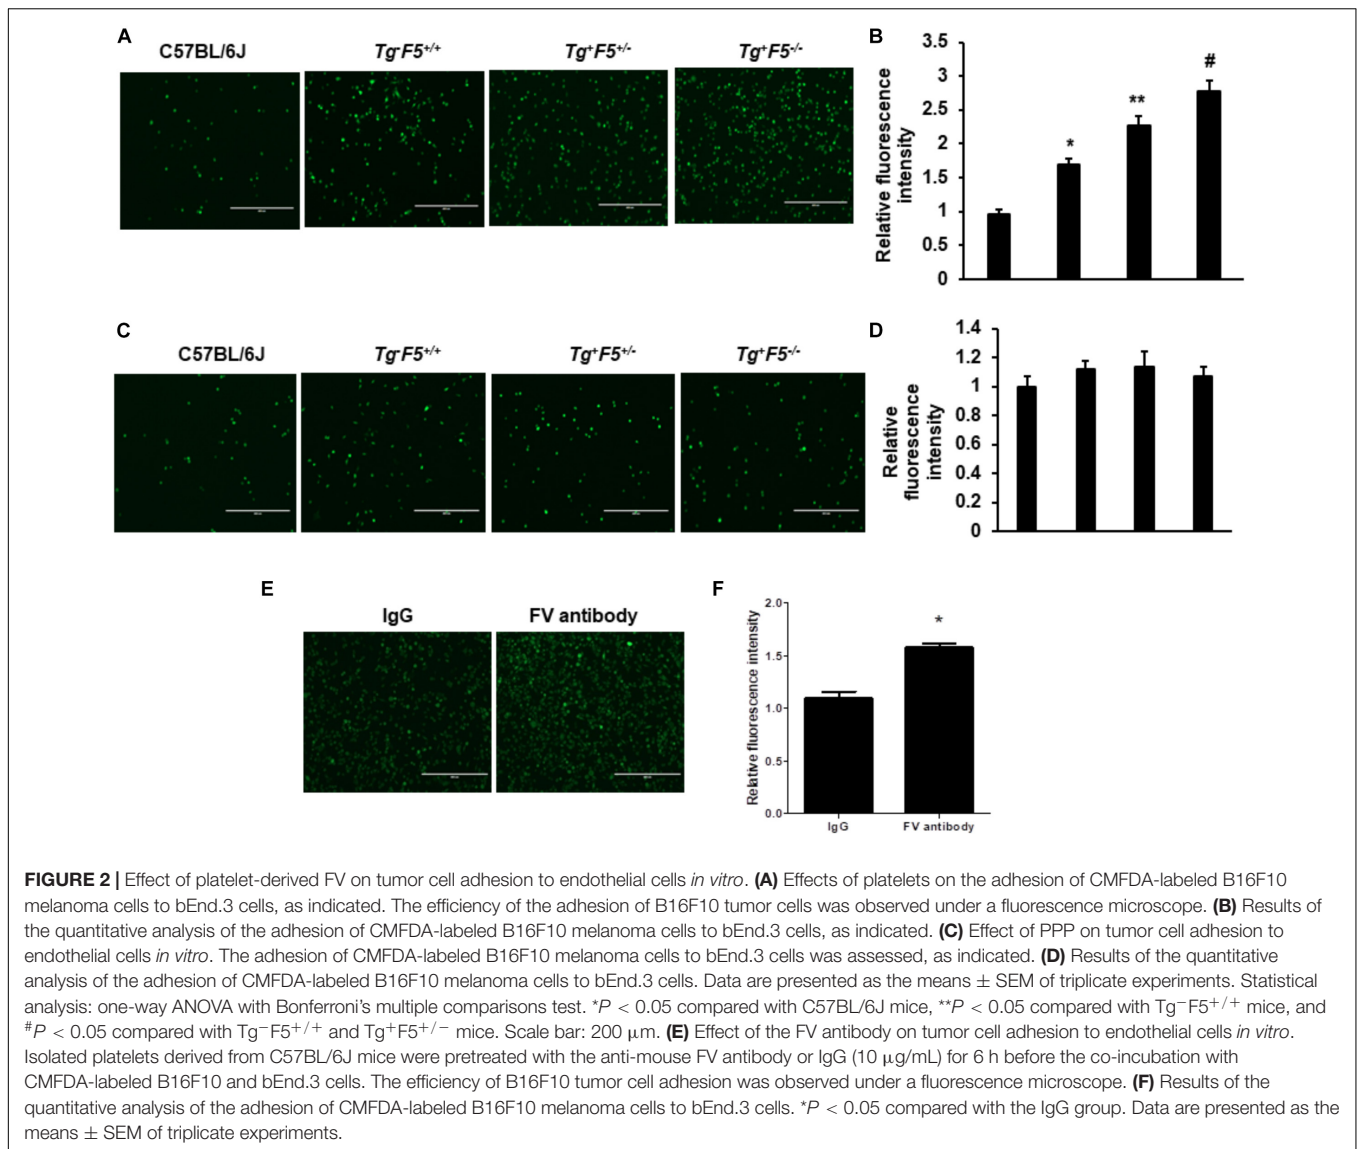 A
C57BL/6J
Tg-F5+/+
Tg+F5+/-
Tg+F5-/-
B
Relative fluorescence
intensity
3.5
3
2.5
2
1.5
1
0.5
0
*
**
#
C
C57BL/6J
Tg-F5+/+
Tg+F5+/-
Tg+F5-/-
D
Relative
fluorescence
intensity
1.4
1.2
1
0.8
0.6
0.4
0.2
0
E
IgG
FV antibody
F
Relative fluorescence intensity
2.0
1.5
1.0
0.5
0.0
*
IgG
FV antibody
FIGURE 2 | Effect of platelet-derived FV on tumor cell adhesion to endothelial cells in vitro. (A) Effects of platelets on the adhesion of CMFDA-labeled B16F10
melanoma cells to bEnd.3 cells, as indicated. The efficiency of the adhesion of B16F10 tumor cells was observed under a fluorescence microscope. (B) Results of
the quantitative analysis of the adhesion of CMFDA-labeled B16F10 melanoma cells to bEnd.3 cells, as indicated. (C) Effect of PPP on tumor cell adhesion to
endothelial cells in vitro. The adhesion of CMFDA-labeled B16F10 melanoma cells to bEnd.3 cells was assessed, as indicated. (D) Results of the quantitative
analysis of the adhesion of CMFDA-labeled B16F10 melanoma cells to bEnd.3 cells. Data are presented as the means ± SEM of triplicate experiments. Statistical
analysis: one-way ANOVA with Bonferroni's multiple comparisons test. *P < 0.05 compared with C57BL/6J mice, **P < 0.05 compared with Tg−F5+/+ mice, and
#P < 0.05 compared with Tg−F5+/+ and Tg+F5+/− mice. Scale bar: 200 μm. (E) Effect of the FV antibody on tumor cell adhesion to endothelial cells in vitro.
Isolated platelets derived from C57BL/6J mice were pretreated with the anti-mouse FV antibody or IgG (10 μg/mL) for 6 h before the co-incubation with
CMFDA-labeled B16F10 and bEnd.3 cells. The efficiency of B16F10 tumor cell adhesion was observed under a fluorescence microscope. (F) Results of the
quantitative analysis of the adhesion of CMFDA-labeled B16F10 melanoma cells to bEnd.3 cells. *P < 0.05 compared with the IgG group. Data are presented as the
means ± SEM of triplicate experiments.